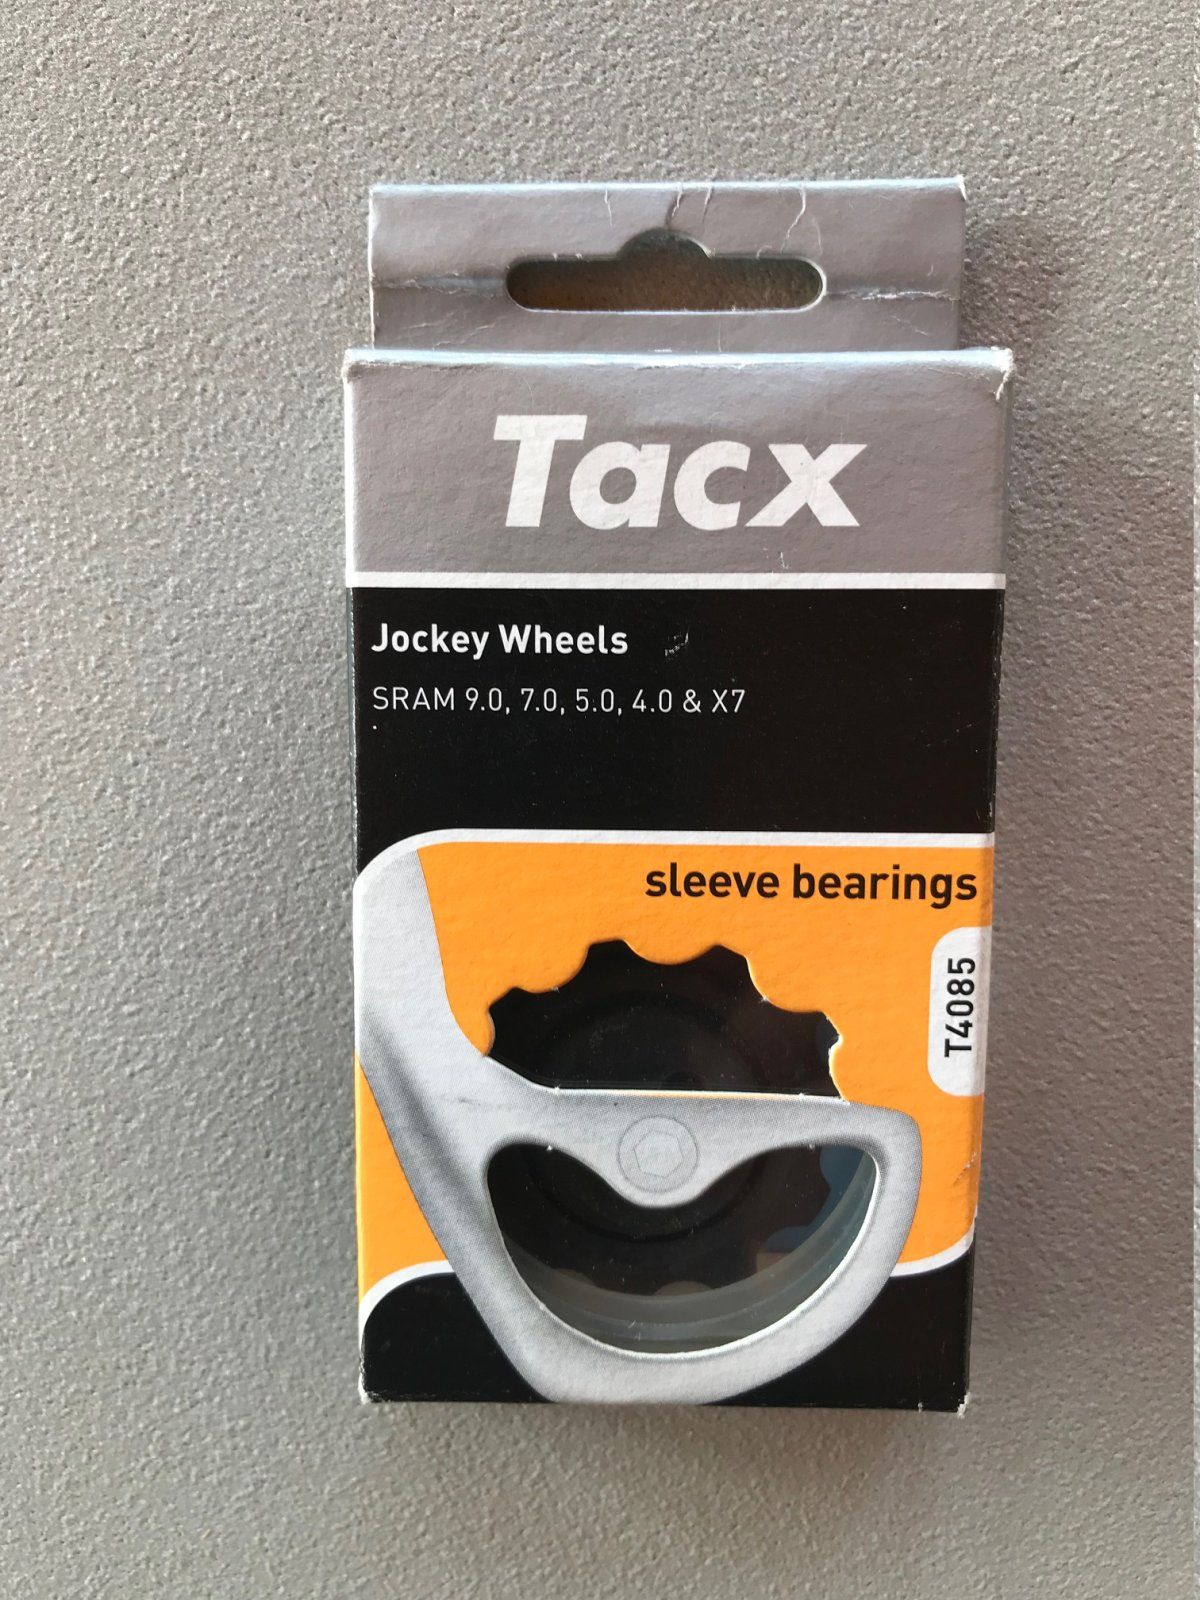 Tacx
Jockey Wheels
SRAM 9.0, 7.0, 5.0, 4.0 & X7
sleeve bearings
T4085